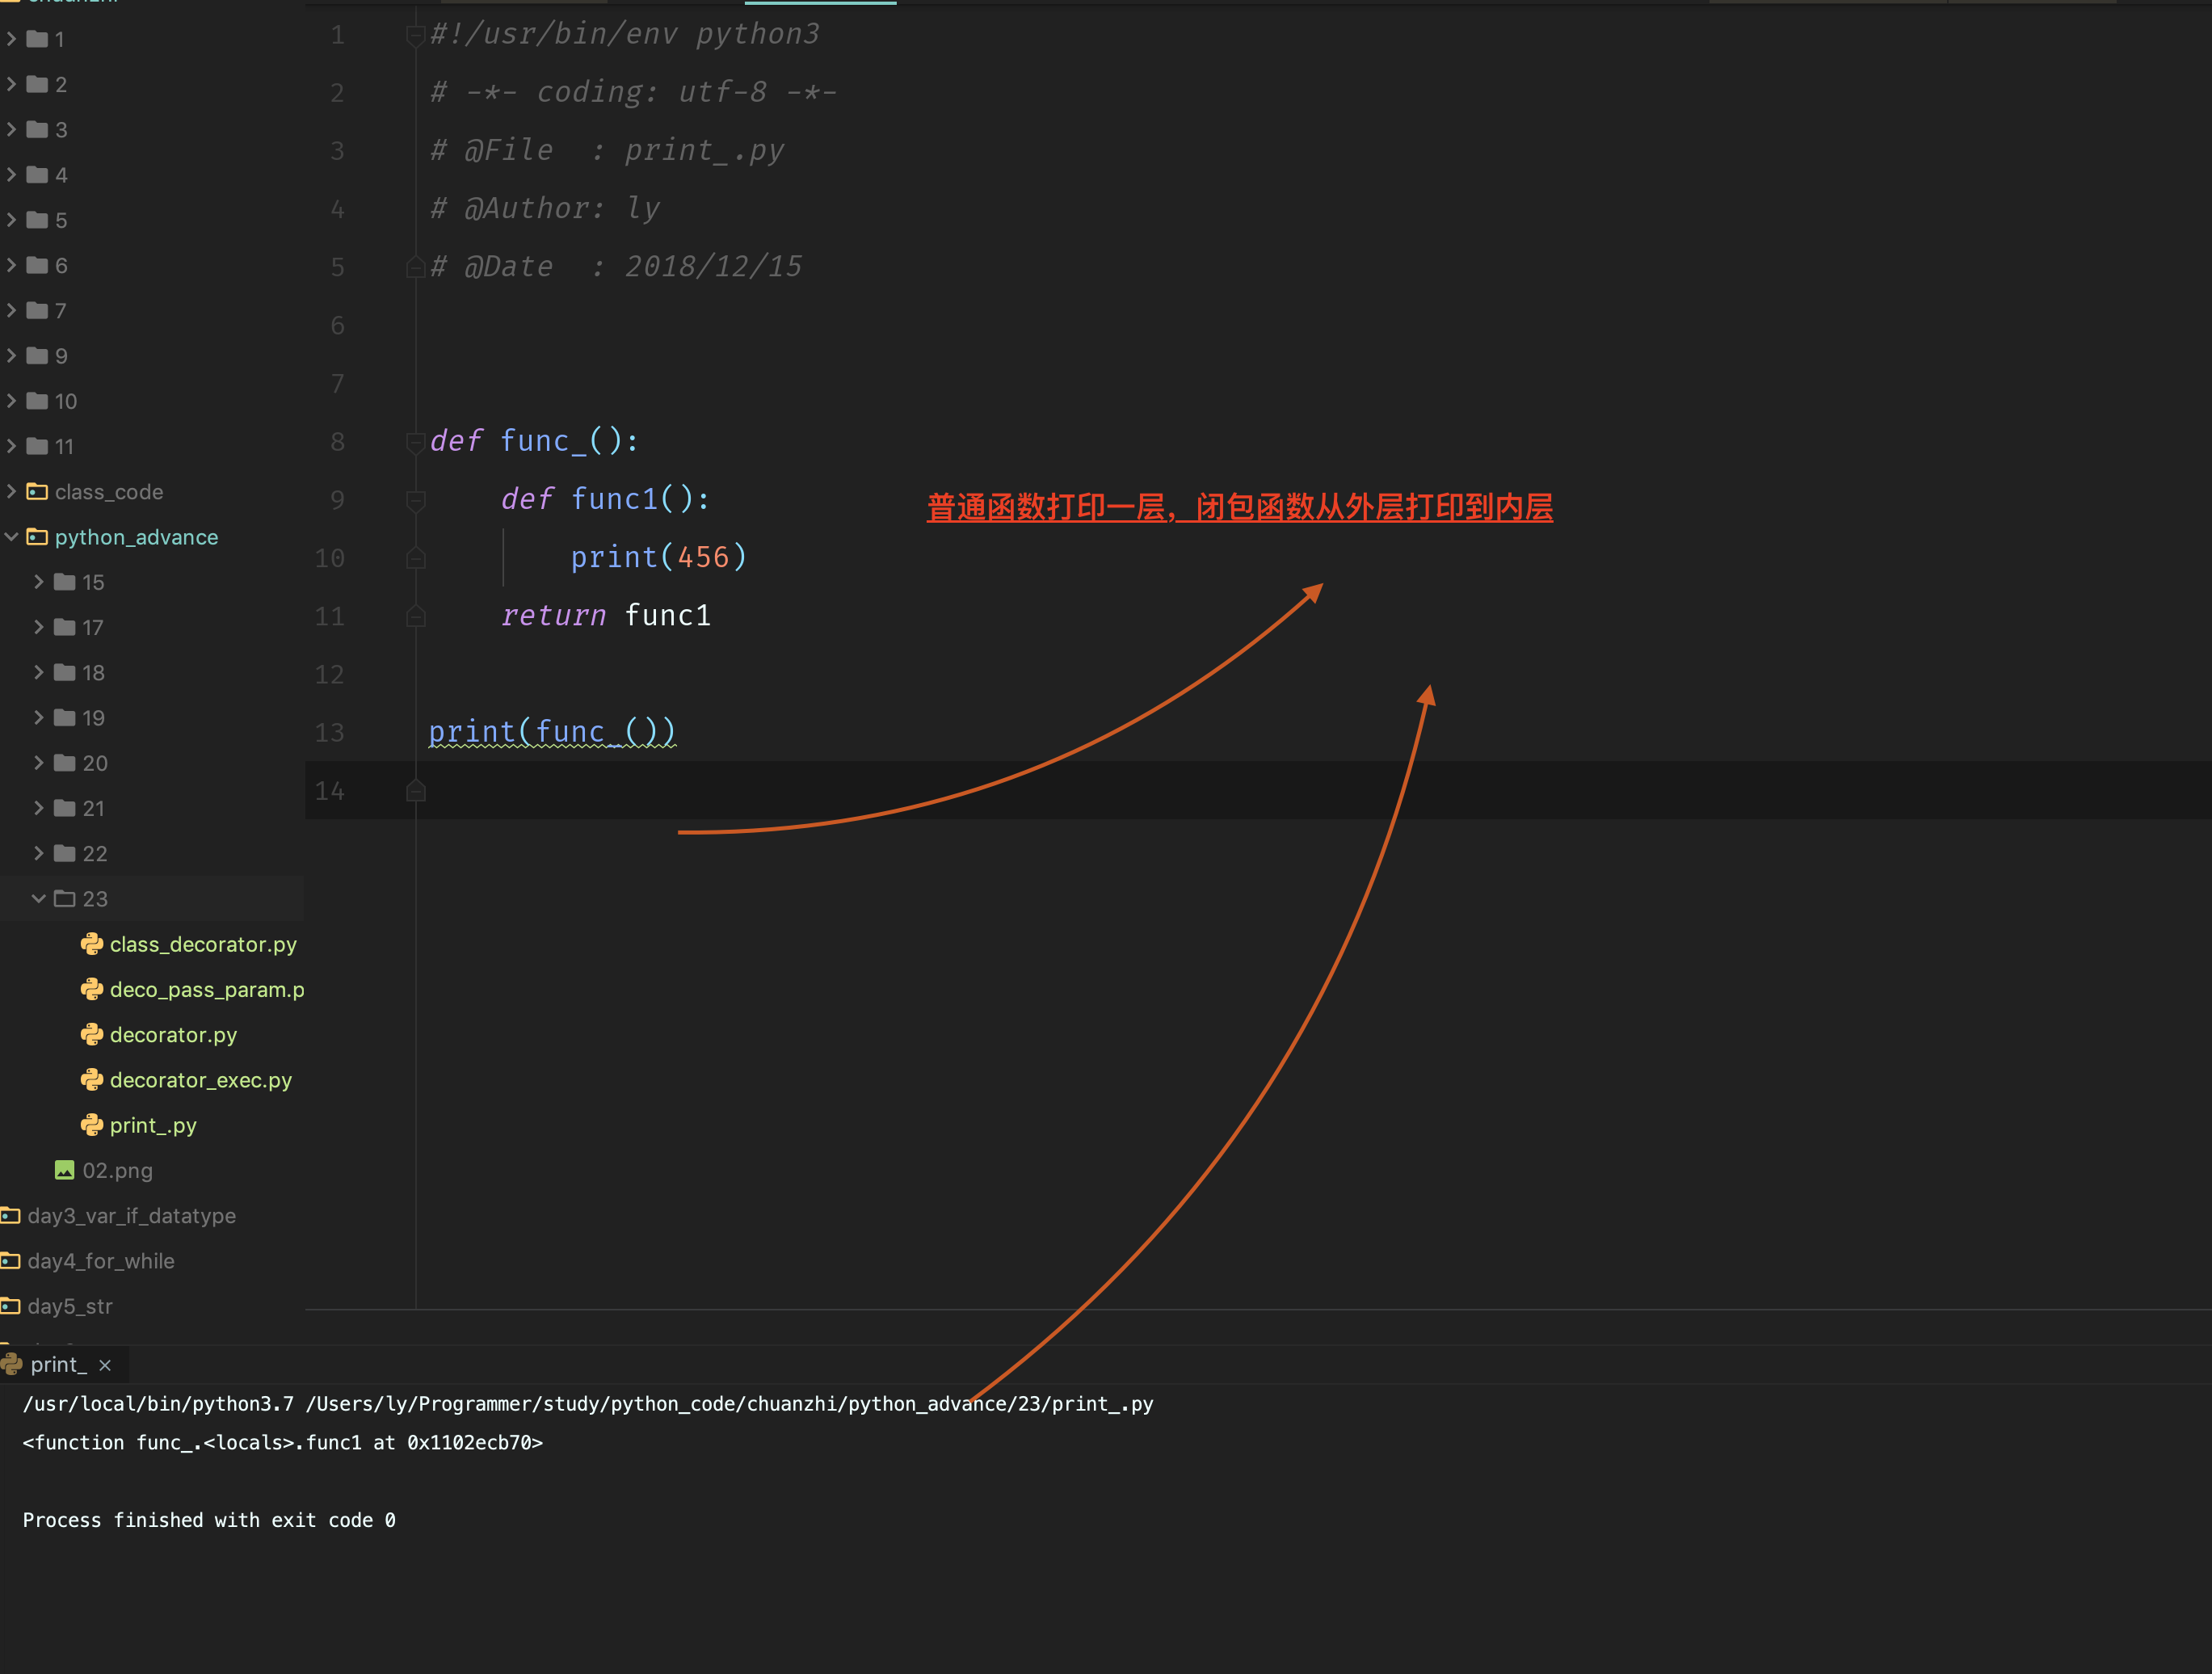 1
2
3
4
5
6
7
9
10
11
class_code
python_advance
15
17
18
19
20
21
22
23
class_decorator.py
deco_pass_param.p
decorator.py
decorator_exec.py
print_.py
02.png
day3_var_if_datatype
day4_for_while
day5_str
1 #!/usr/bin/env python3
2 # -*- coding: utf-8 -*-
3 # @File  : print_.py
4 # @Author: ly
5 # @Date  : 2018/12/15
6
7
8 def func_():
9     def func1():
10         print(456)
11     return func1
12
13 print(func_())
14
普通函数打印一层，闭包函数从外层打印到内层
print_ ×
/usr/local/bin/python3.7 /Users/ly/Programmer/study/python_code/chuanzhi/python_advance/23/print_.py
<function func_.<locals>.func1 at 0x1102ecb70>
Process finished with exit code 0